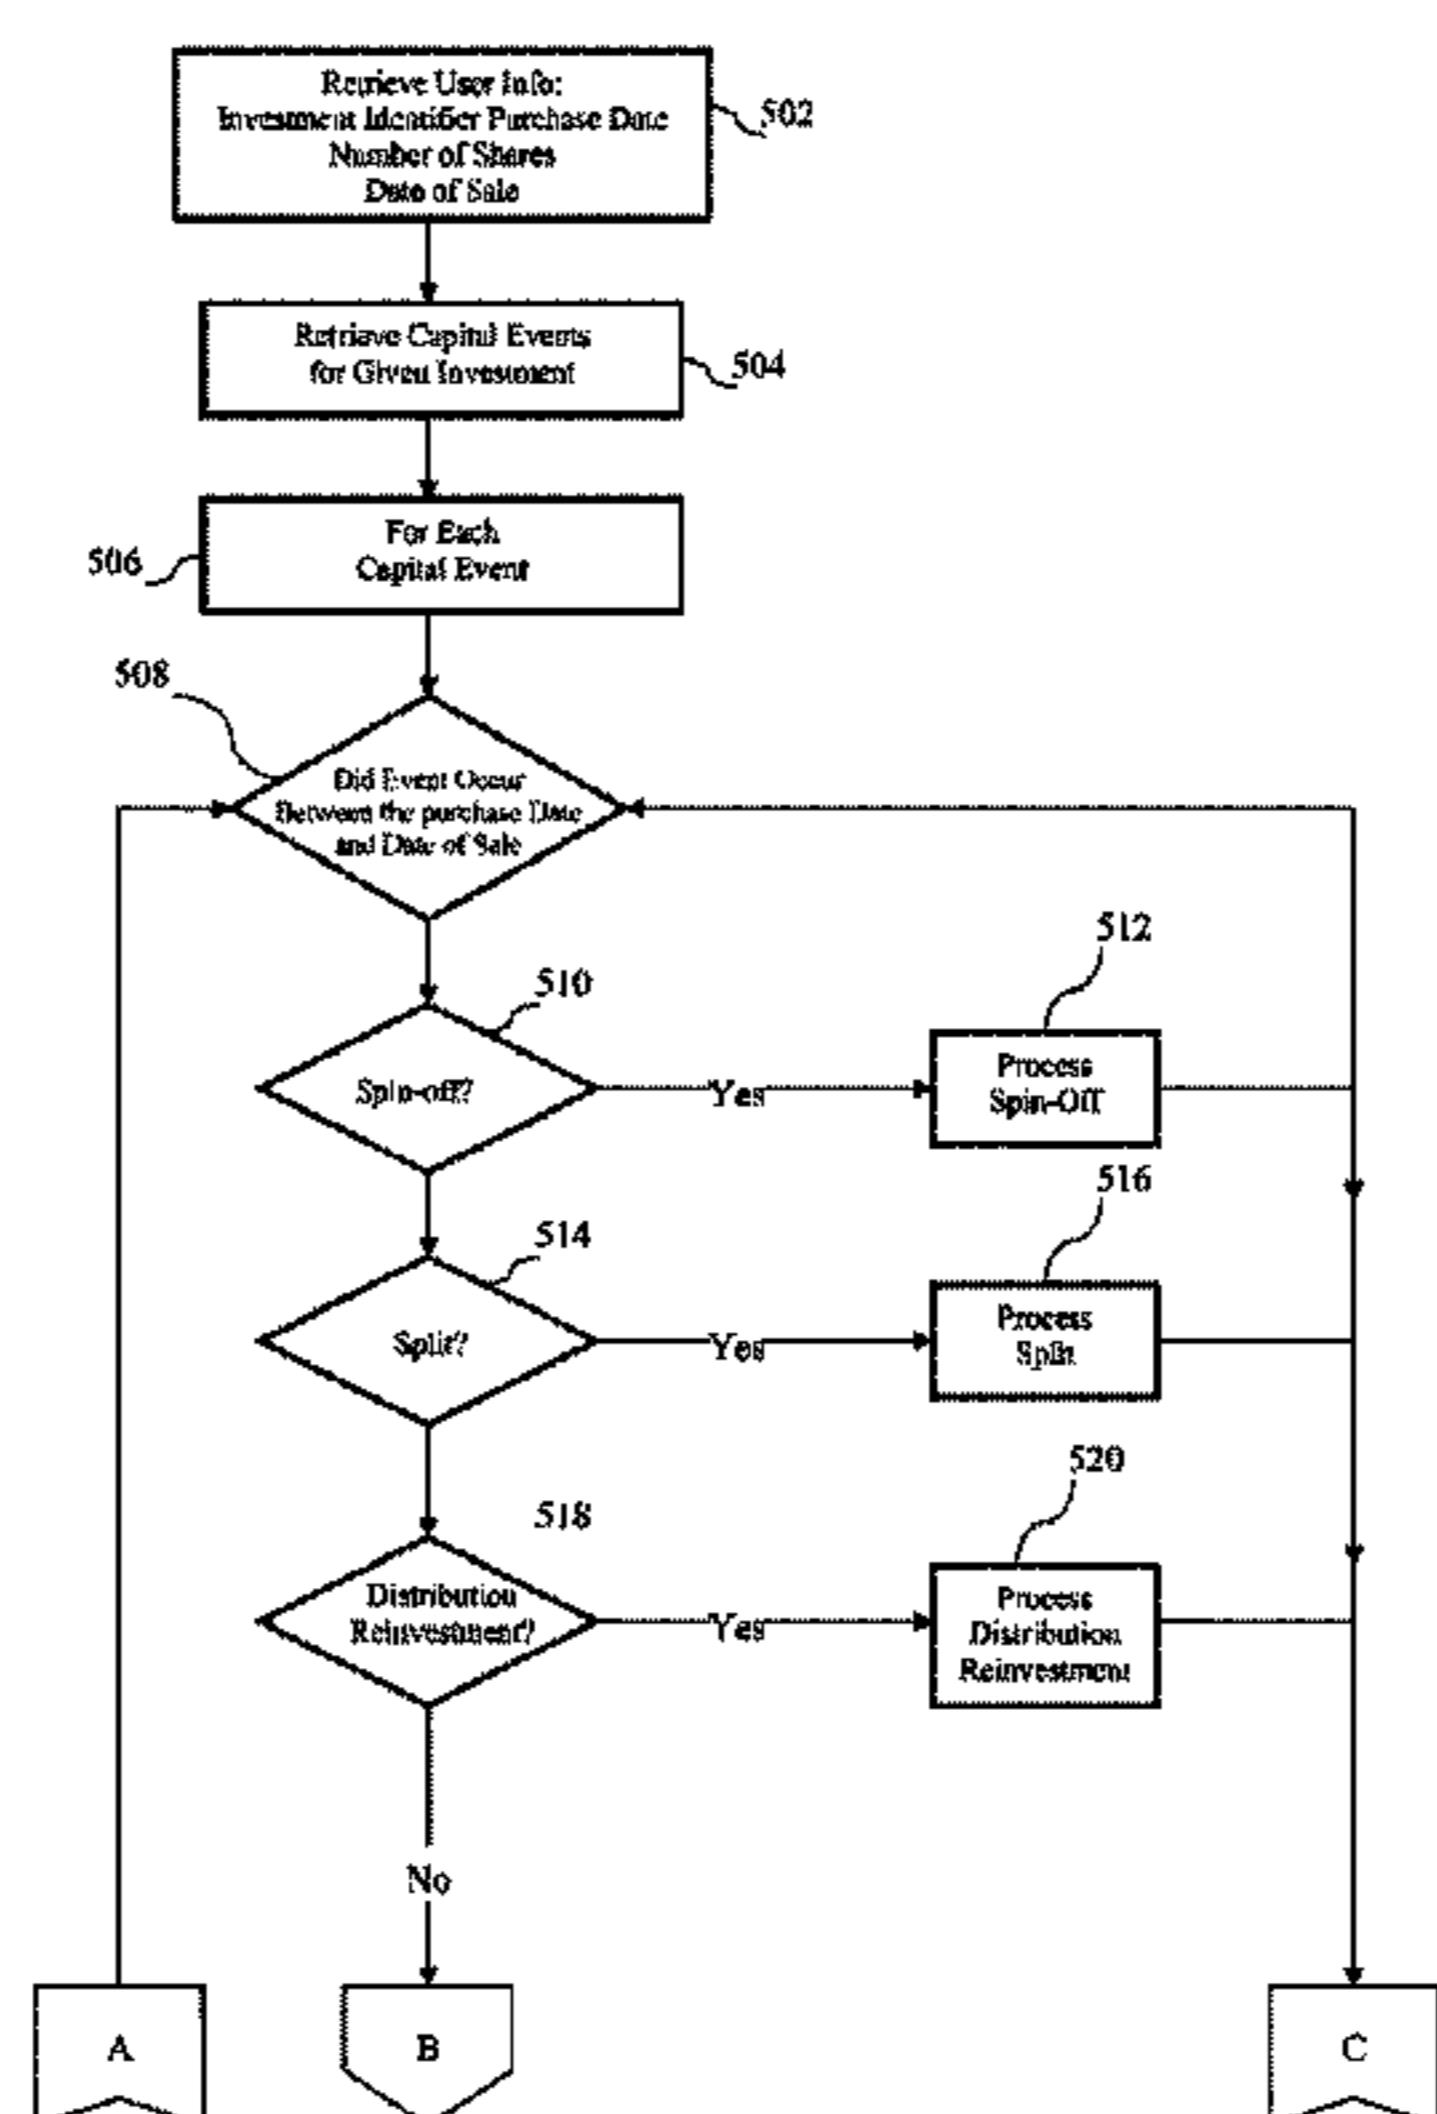 Retrieve User Info:
Investment Identifier Purchase Date
Number of Shares
Date of Sale
502
Retrieve Capital Events
for Given Investment
504
For Each
Capital Event
506
508
Did Event Occur
Between the purchase Date
and Date of Sale
510
Spin-off?
Yes
512
Process
Spin-Off
514
Split?
Yes
516
Process
Split
518
Distribution
Reinvestment?
Yes
520
Process
Distribution
Reinvestment
No
A
B
C